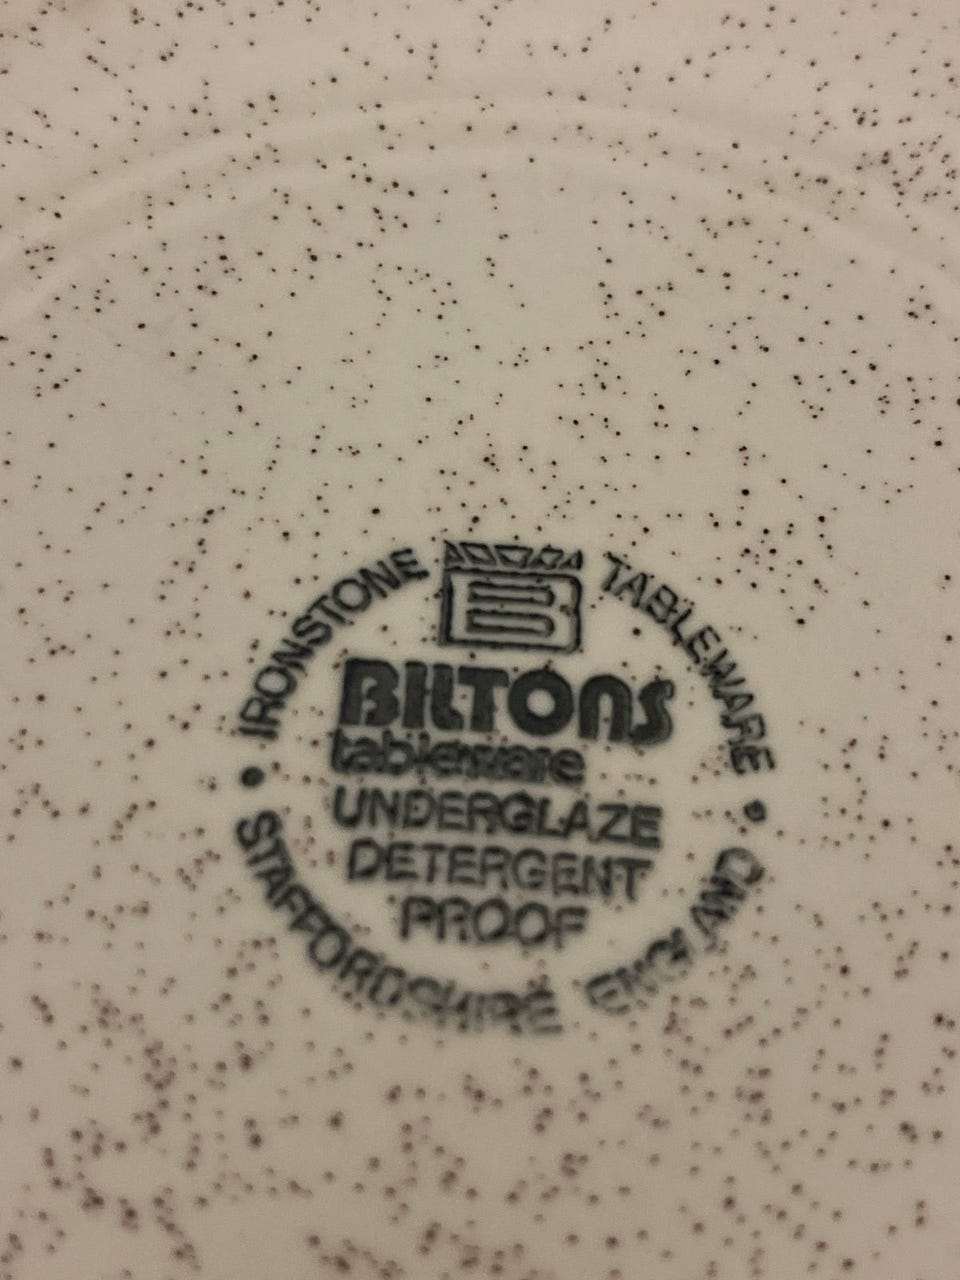 IRONSTONE TABLEWARE
B
BILTONS
tableware
UNDERGLAZE
DETERGENT
PROOF
STAFFORDSHIRE ENGLAND